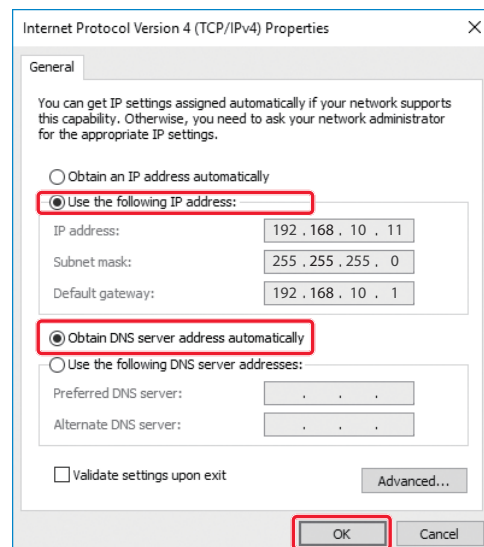 Internet Protocol Version 4 (TCP/IPv4) Properties
General
You can get IP settings assigned automatically if your network supports
this capability. Otherwise, you need to ask your network administrator
for the appropriate IP settings.
Obtain an IP address automatically
Use the following IP address:
IP address: 192 . 168 . 10 . 11
Subnet mask: 255 . 255 . 255 . 0
Default gateway: 192 . 168 . 10 . 1
Obtain DNS server address automatically
Use the following DNS server addresses:
Preferred DNS server: . . .
Alternate DNS server: . . .
Validate settings upon exit
Advanced...
OK Cancel